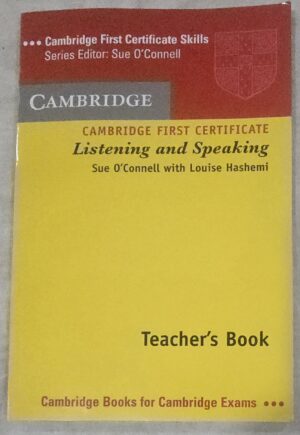 ••• Cambridge First Certificate Skills
Series Editor: Sue O'Connell
CAMBRIDGE
CAMBRIDGE FIRST CERTIFICATE
Listening and Speaking
Sue O'Connell with Louise Hashemi
Teacher's Book
Cambridge Books for Cambridge Exams •••